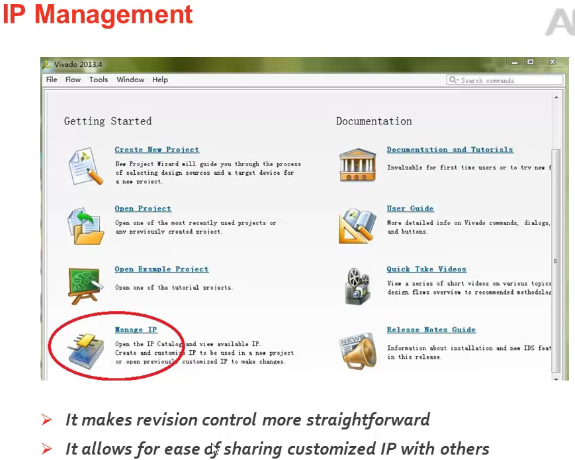 IP Management
Vivado 2013.4
File Flow Tools Window Help
Search commands
Getting Started
Documentation
Create New Project
New Project Wizard will guide you through the process
of selecting design sources and a target device for
a new project.
Documentation and Tutorials
Invaluable for first time users or to try new f
Open Project
Open one of the most recently used projects or
any previously created project.
User Guide
More detailed info on Vivado commands, dialogs,
and buttons.
Open Example Project
Open one of the tutorial projects.
Quick Take Videos
View a series of short videos on various topics
design flows overview to recommended methodolog
Manage IP
Open the IP Catalog and view available IP.
Create and customize IP to be used in a new project
or open previously customized IP to make changes.
Release Notes Guide
Information about installation and new IDS feat
in this release.
It makes revision control more straightforward
It allows for ease of sharing customized IP with others